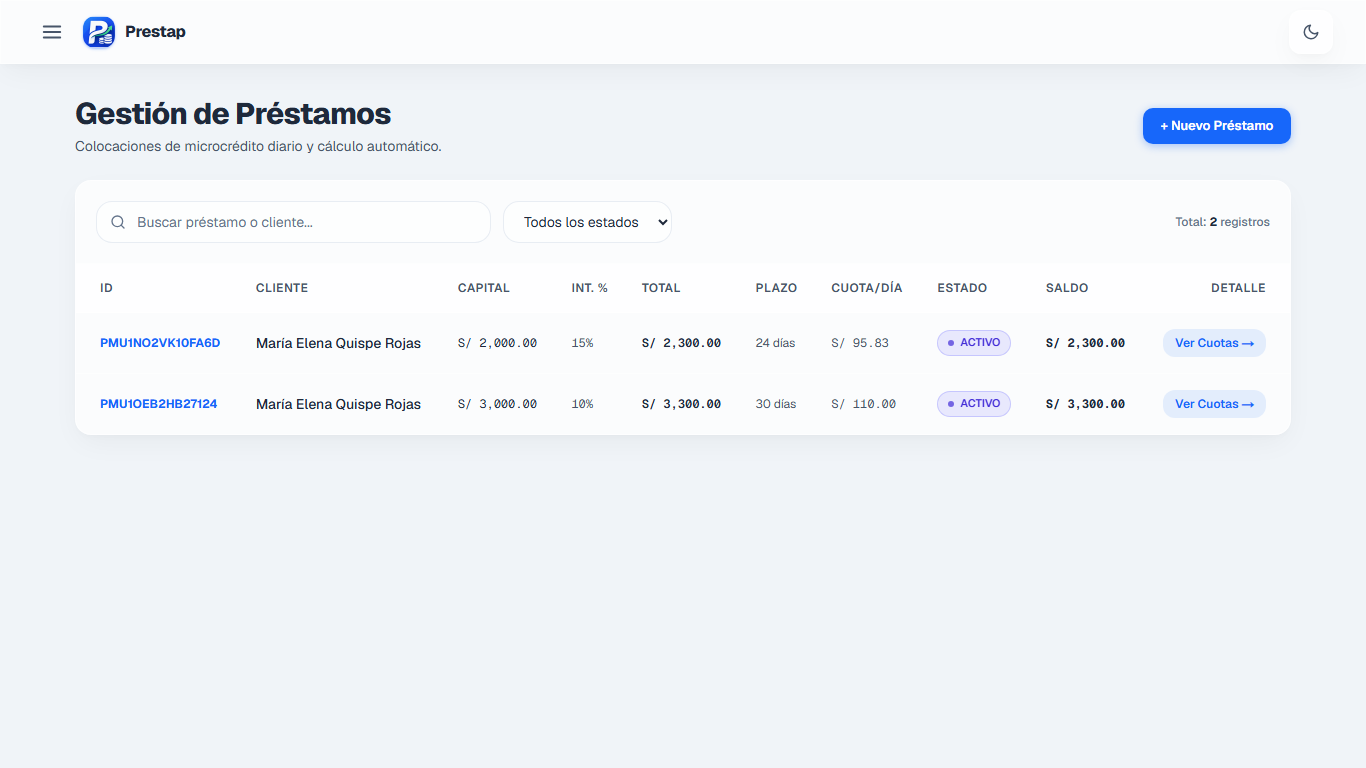 Prestap
Gestión de Préstamos
Colocaciones de microcrédito diario y cálculo automático.
+ Nuevo Préstamo
Buscar préstamo o cliente...
Todos los estados
Total: 2 registros
ID CLIENTE CAPITAL INT. % TOTAL PLAZO CUOTA/DÍA ESTADO SALDO DETALLE
PMU1NO2VK10FA6D María Elena Quispe Rojas S/ 2,000.00 15% S/ 2,300.00 24 días S/ 95.83 ACTIVO S/ 2,300.00 Ver Cuotas →
PMU1OEB2HB27124 María Elena Quispe Rojas S/ 3,000.00 10% S/ 3,300.00 30 días S/ 110.00 ACTIVO S/ 3,300.00 Ver Cuotas →